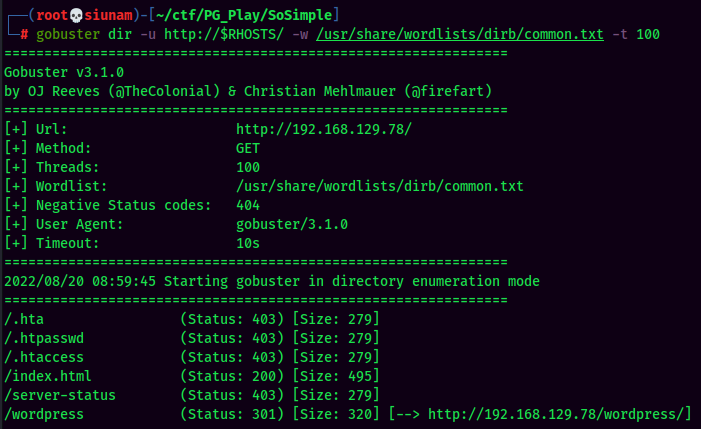 ┌──(root💀siunam)-[~/ctf/PG_Play/SoSimple]
└─# gobuster dir -u http://$RHOSTS/ -w /usr/share/wordlists/dirb/common.txt -t 100
===============================================================
Gobuster v3.1.0
by OJ Reeves (@TheColonial) & Christian Mehlmauer (@firefart)
===============================================================
[+] Url:                     http://192.168.129.78/
[+] Method:                  GET
[+] Threads:                 100
[+] Wordlist:                /usr/share/wordlists/dirb/common.txt
[+] Negative Status codes:   404
[+] User Agent:              gobuster/3.1.0
[+] Timeout:                 10s
===============================================================
2022/08/20 08:59:45 Starting gobuster in directory enumeration mode
===============================================================
/.hta                 (Status: 403) [Size: 279]
/.htpasswd            (Status: 403) [Size: 279]
/.htaccess            (Status: 403) [Size: 279]
/index.html           (Status: 200) [Size: 495]
/server-status        (Status: 403) [Size: 279]
/wordpress            (Status: 301) [Size: 320] [--> http://192.168.129.78/wordpress/]